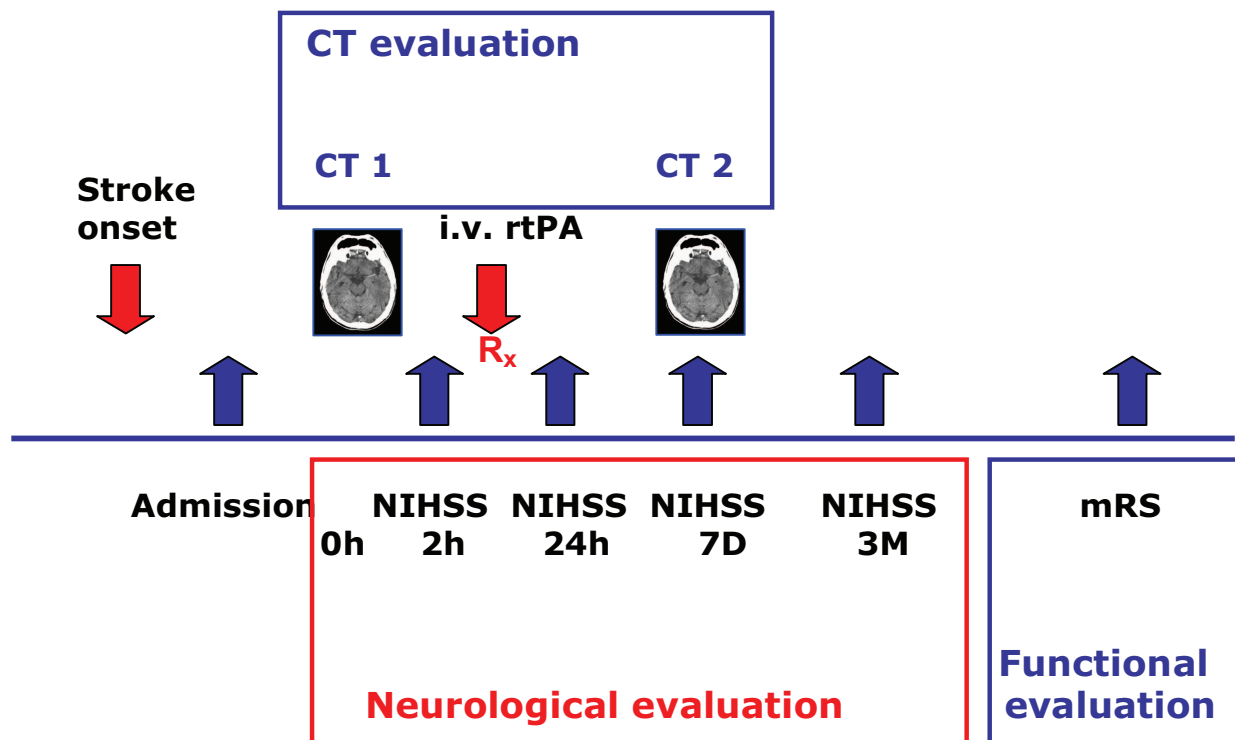 CT evaluation
CT 1 CT 2
Stroke
onset
i.v. rtPA
Rx
Admission NIHSS NIHSS NIHSS NIHSS mRS
0h 2h 24h 7D 3M
Functional
evaluation
Neurological evaluation